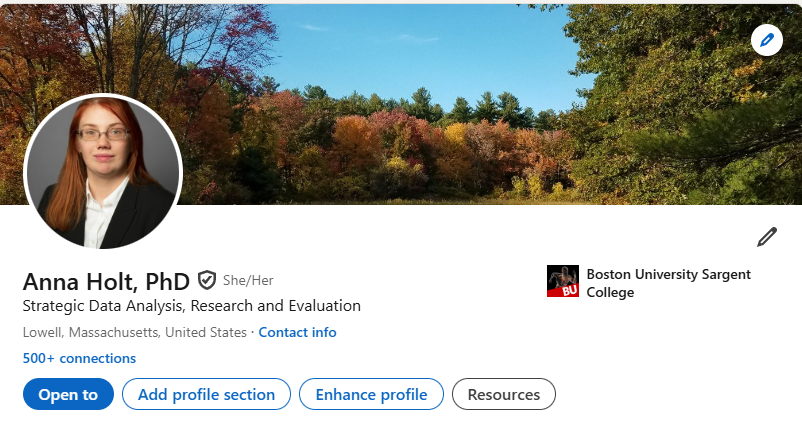 Anna Holt, PhD She/Her
Strategic Data Analysis, Research and Evaluation
Lowell, Massachusetts, United States · Contact info
500+ connections
Open to Add profile section Enhance profile Resources
BU
Boston University Sargent
College